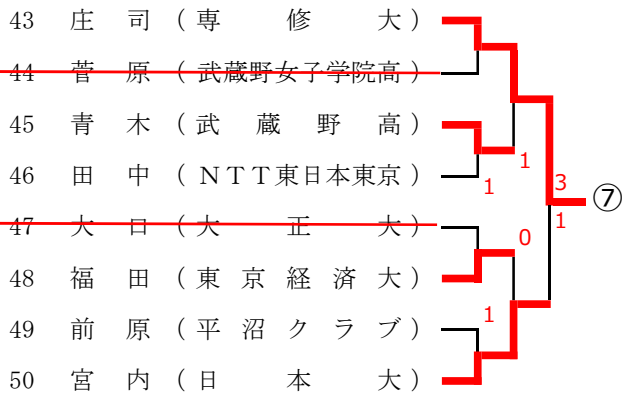 43 庄 司 （ 専 修 大 ）
44 菅 原 （ 武蔵野女子学院高 ）
45 青 木 （ 武 蔵 野 高 ）
1
46 田 中 （ ＮＴＴ東日本東京 ）
1
3
⑦
1
47 大 日 （ 大 正 大 ）
0
48 福 田 （ 東 京 経 済 大 ）
1
49 前 原 （ 平 沼 ク ラ ブ ）
50 宮 内 （ 日 本 大 ）